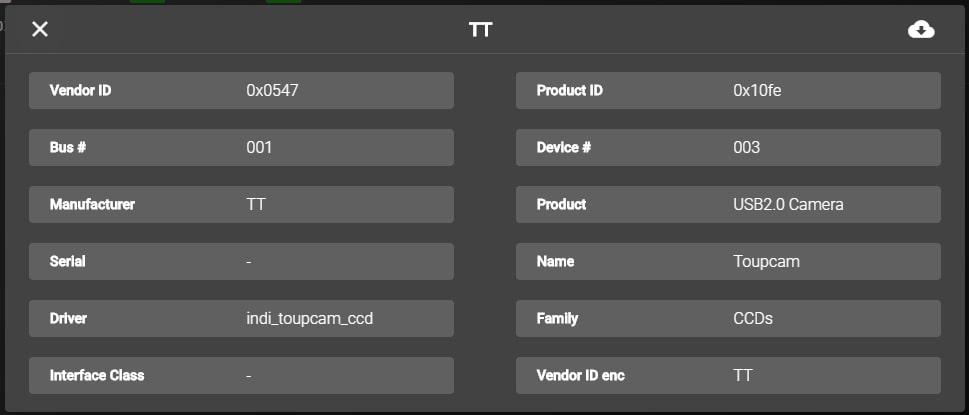 TT
Vendor ID 0x0547 Product ID 0x10fe
Bus # 001 Device # 003
Manufacturer TT Product USB2.0 Camera
Serial - Name Toupcam
Driver indi_toupcam_ccd Family CCDs
Interface Class - Vendor ID enc TT